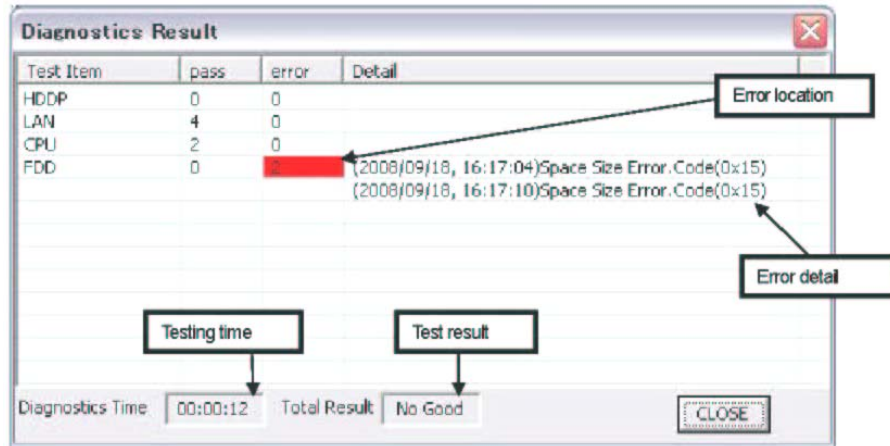 Diagnostics Result
Test Item pass error Detail
HDDP 0 0
Error location
LAN 4 0
CPU 2 0
FDD 0 2 (2008/09/18, 16:17:04)Space Size Error.Code(0x15)
(2008/09/18, 16:17:10)Space Size Error.Code(0x15)
Error detail
Testing time Test result
Diagnostics Time 00:00:12 Total Result No Good CLOSE